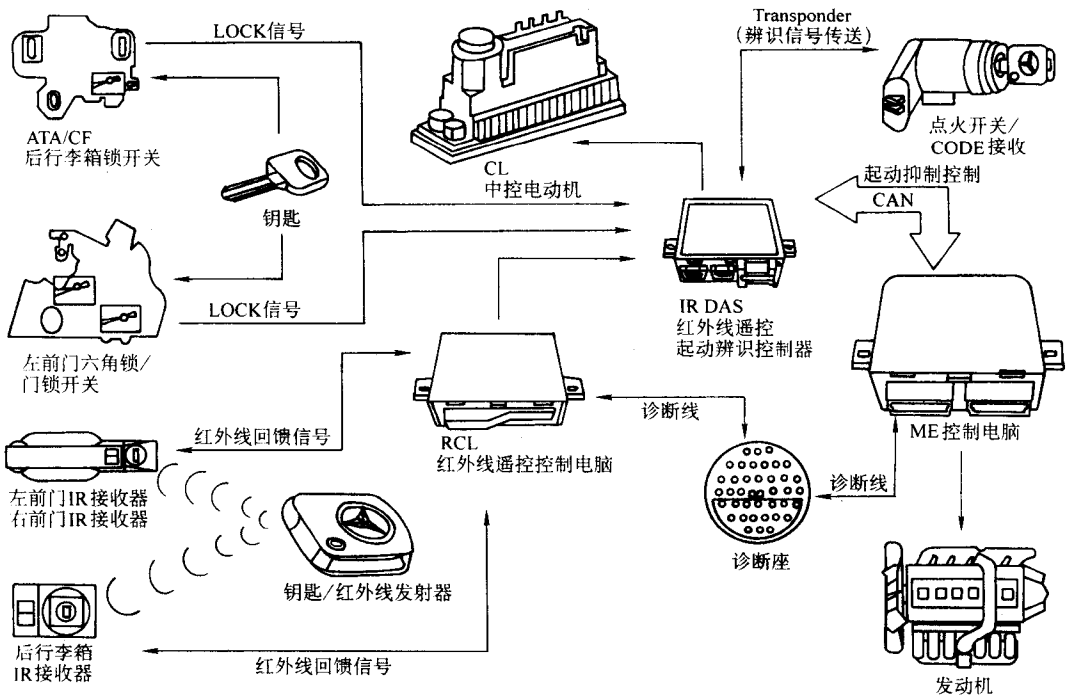 LOCK信号
Transponder
(辨识信号传送)
ATA/CF
后行李箱锁开关
CL
中控电动机
点火开关/
CODE接收
钥匙
起动抑制控制
CAN
LOCK信号
IR DAS
红外线遥控
起动辨识控制器
左前门六角锁/
门锁开关
诊断线
ME控制电脑
红外线回馈信号
RCL
红外线遥控控制电脑
诊断线
左前门IR接收器
右前门IR接收器
诊断座
钥匙/红外线发射器
后行李箱
IR接收器
红外线回馈信号
发动机